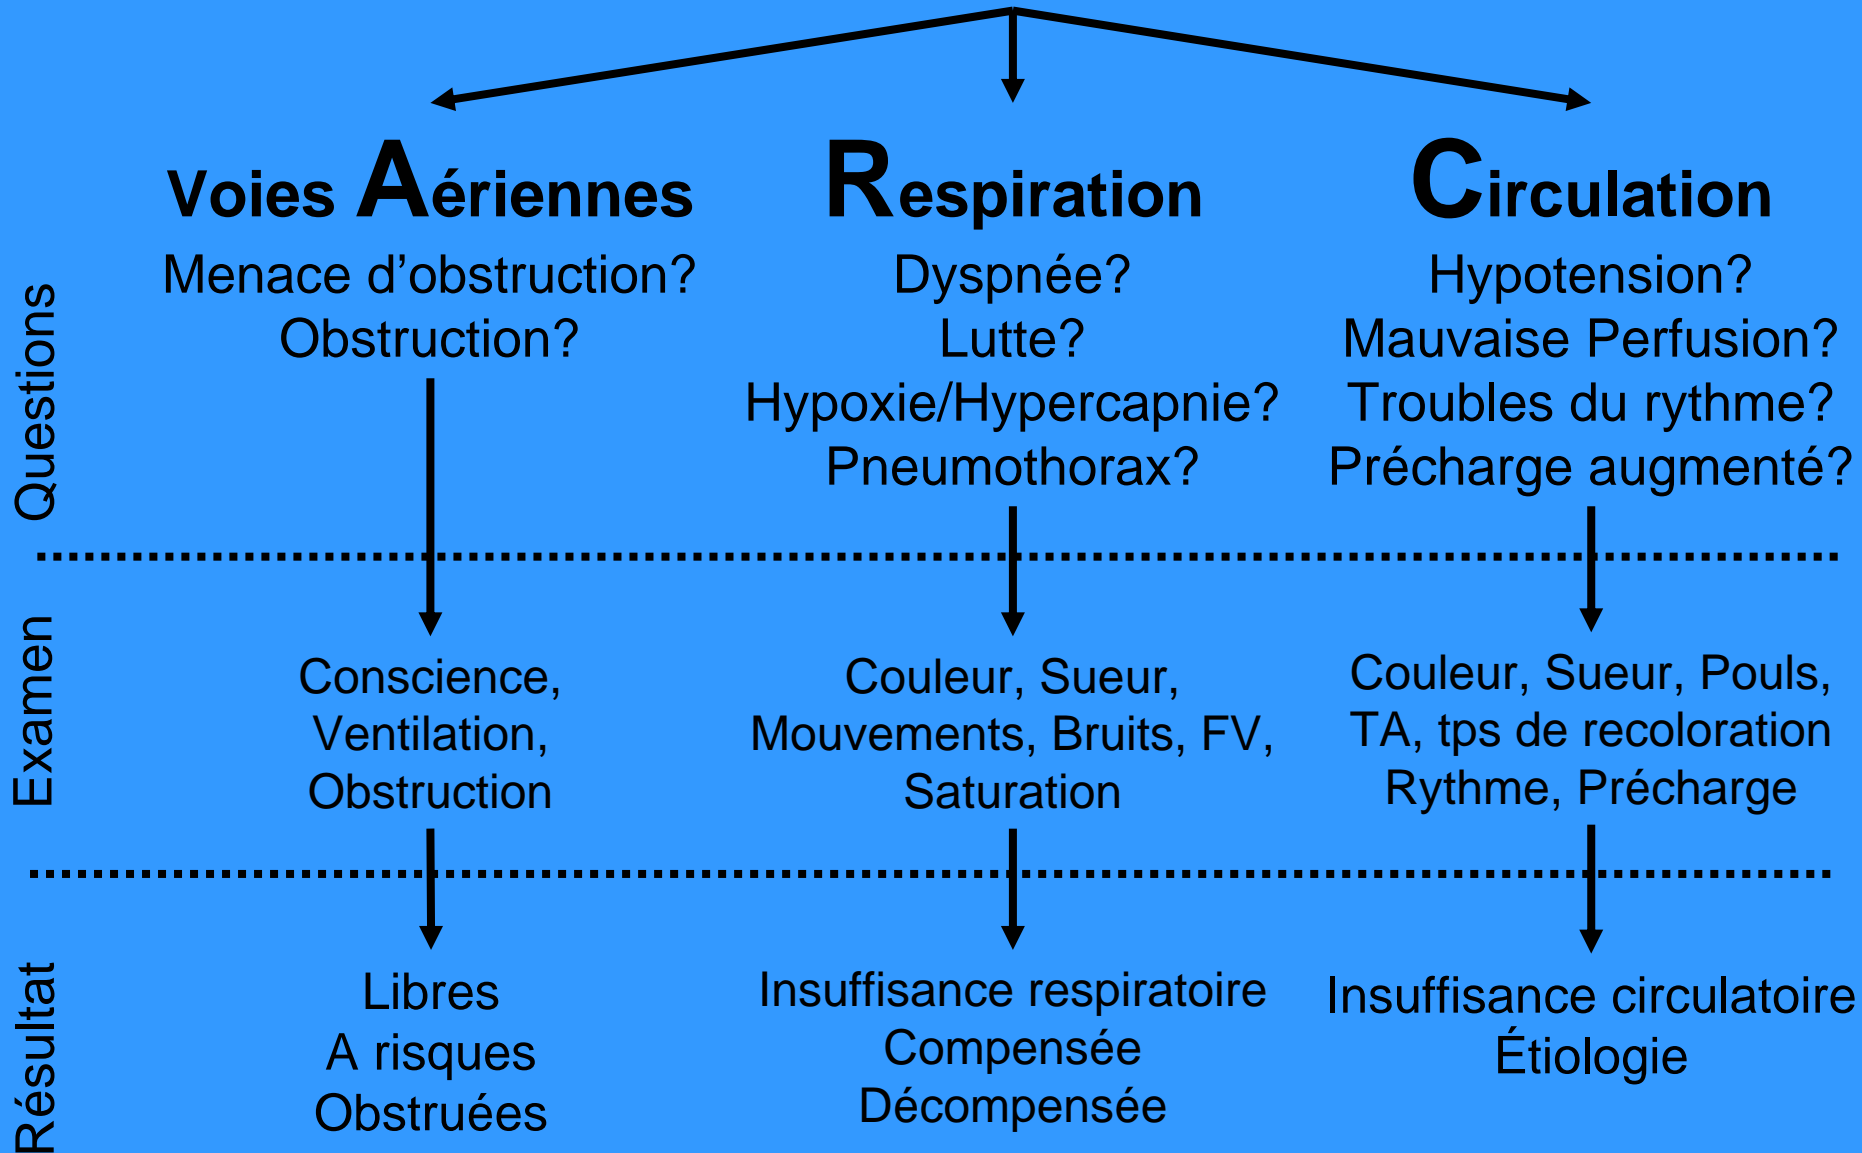 Voies Aériennes
Menace d'obstruction?
Obstruction?
Respiration
Dyspnée?
Lutte?
Hypoxie/Hypercapnie?
Pneumothorax?
Circulation
Hypotension?
Mauvaise Perfusion?
Troubles du rythme?
Précharge augmenté?
Questions
Conscience,
Ventilation,
Obstruction
Couleur, Sueur,
Mouvements, Bruits, FV,
Saturation
Couleur, Sueur, Pouls,
TA, tps de recoloration
Rythme, Précharge
Examen
Libres
A risques
Obstruées
Insuffisance respiratoire
Compensée
Décompensée
Insuffisance circulatoire
Étiologie
Résultat